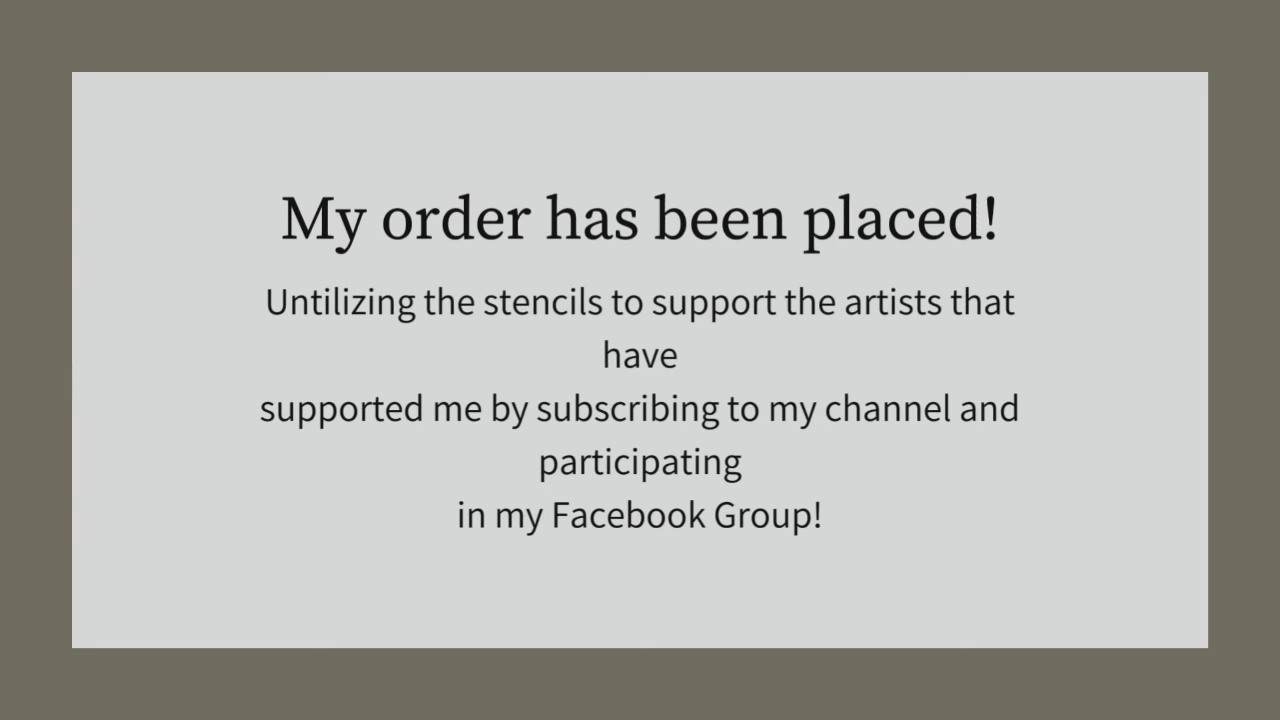 My order has been placed!
Untilizing the stencils to support the artists that
have
supported me by subscribing to my channel and
participating
in my Facebook Group!